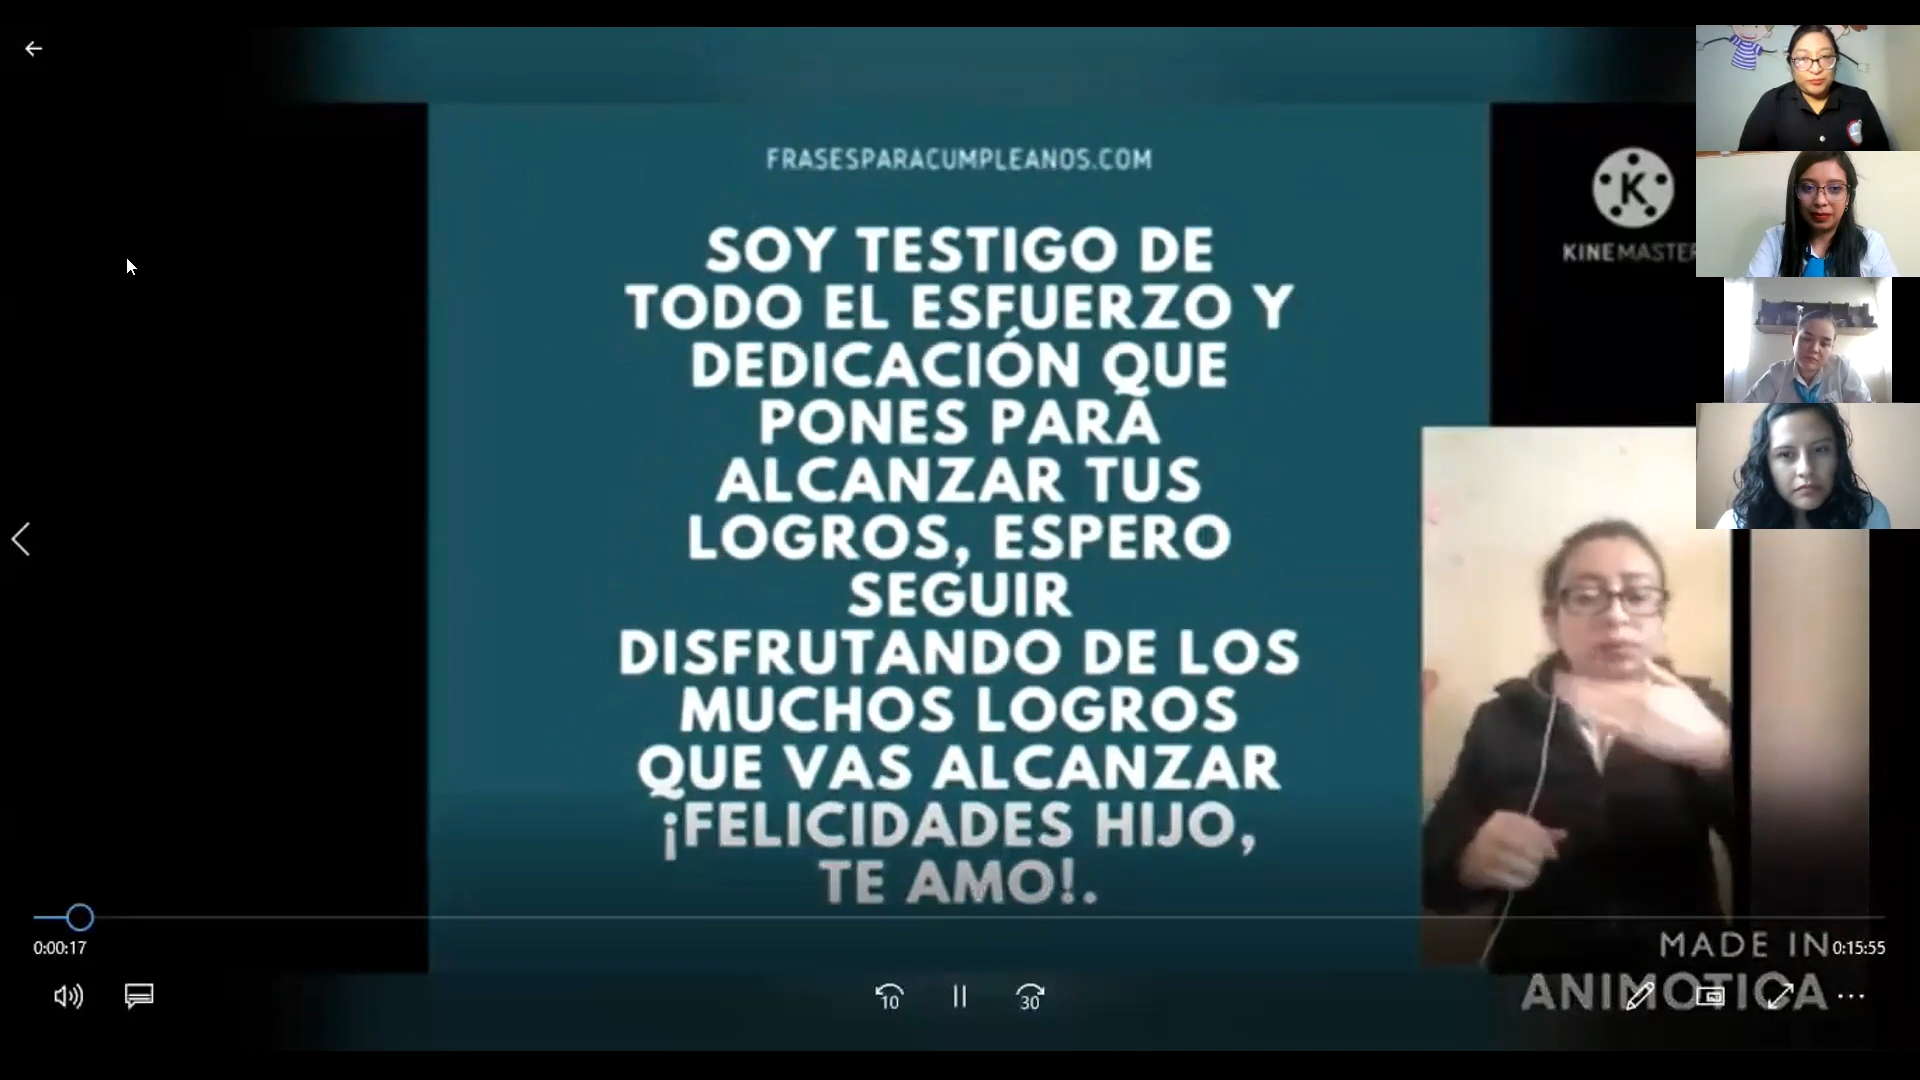 FRASESPARACUMPLEANOS.COM
SOY TESTIGO DE
TODO EL ESFUERZO Y
DEDICACIÓN QUE
PONES PARA
ALCANZAR TUS
LOGROS, ESPERO
SEGUIR
DISFRUTANDO DE LOS
MUCHOS LOGROS
QUE VAS ALCANZAR
¡FELICIDADES HIJO,
TE AMO!.
K
KINEMASTER
0:00:17
0:15:55
MADE IN
ANIMOTICA
10
30